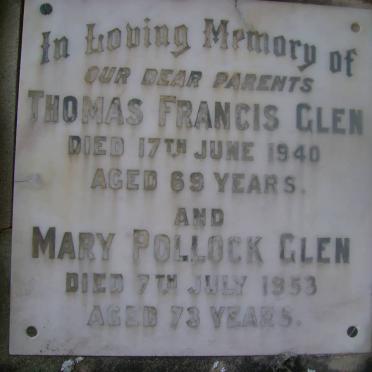 In Loving Memory of
OUR DEAR PARENTS
THOMAS FRANCIS GLEN
DIED 17TH JUNE 1940
AGED 69 YEARS.
AND
MARY POLLOCK GLEN
DIED 7TH JULY 1953
AGED 73 YEARS.